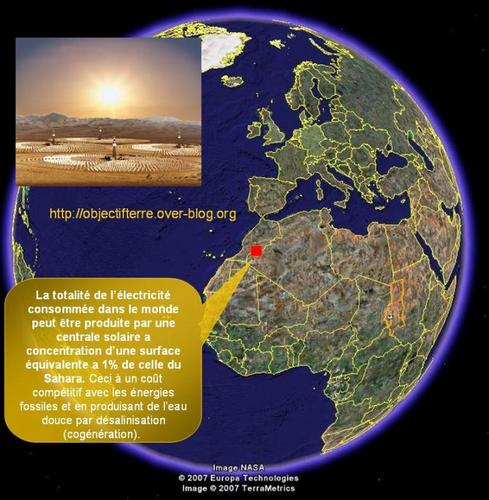 http://objectifterre.over-blog.org
La totalité de l'électricité
consommée dans le monde
peut être produite par une
centrale solaire a
concentration d'une surface
équivalente a 1% de celle du
Sahara. Ceci à un coût
compétitif avec les énergies
fossiles et en produisant de l'eau
douce par désalinisation
(cogénération).
Image NASA
© 2007 Europa Technologies
Image © 2007 TerraMetrics